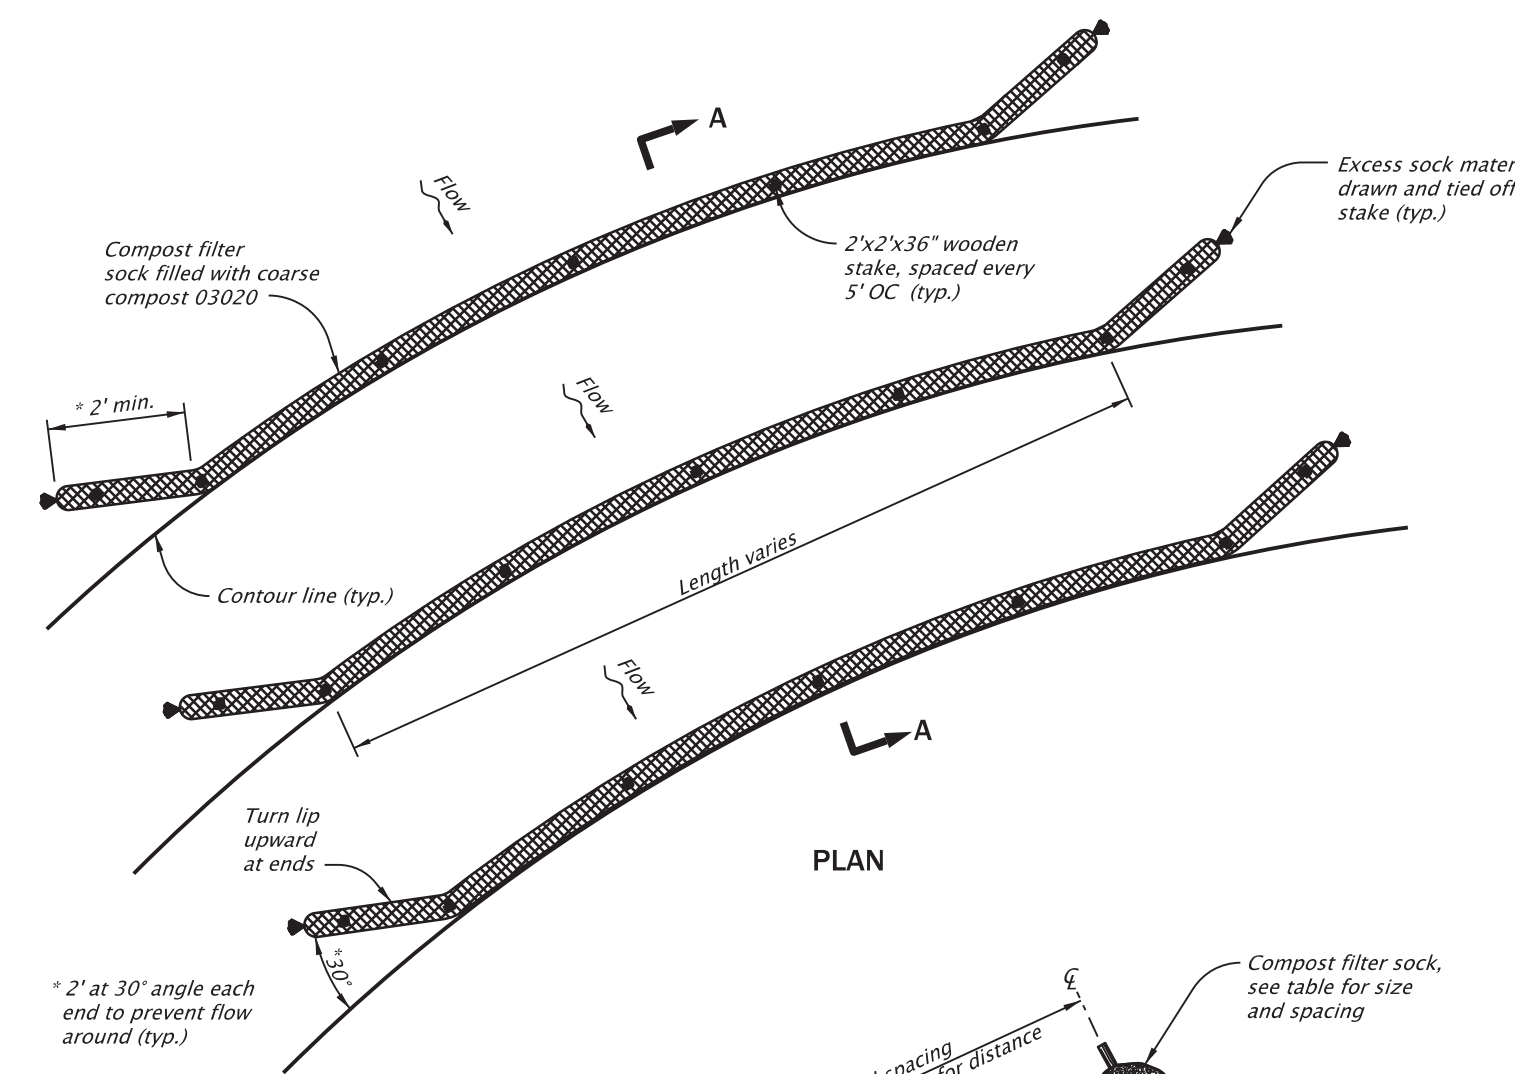 A
Flow
Excess sock mater
drawn and tied off
stake (typ.)
Compost filter
sock filled with coarse
compost 03020
2'x2'x36" wooden
stake, spaced every
5' OC (typ.)
* 2' min.
Flow
Contour line (typ.)
Length varies
Flow
A
Turn lip
upward
at ends
PLAN
*30°
* 2' at 30° angle each
end to prevent flow
around (typ.)
Compost filter sock,
see table for size
and spacing
℄
spacing
for distance